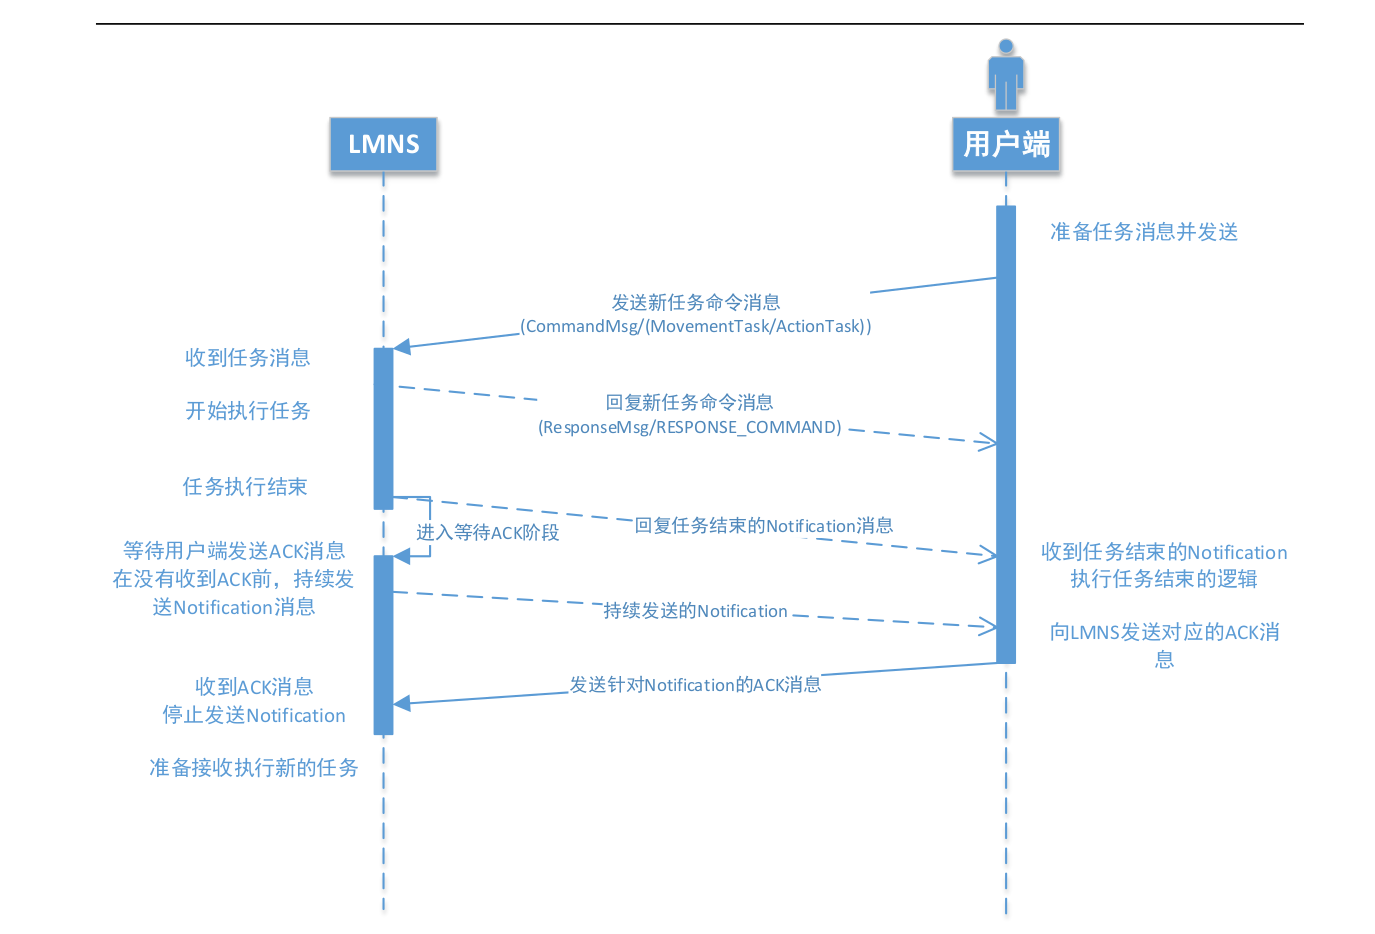 LMNS
用户端
准备任务消息并发送
发送新任务命令消息
(CommandMsg/(MovementTask/ActionTask))
收到任务消息
开始执行任务
回复新任务命令消息
(ResponseMsg/RESPONSE_COMMAND)
任务执行结束
进入等待ACK阶段
回复任务结束的Notification消息
等待用户端发送ACK消息
在没有收到ACK前，持续发
送Notification消息
收到任务结束的Notification
执行任务结束的逻辑
持续发送的Notification
向LMNS发送对应的ACK消
息
发送针对Notification的ACK消息
收到ACK消息
停止发送Notification
准备接收执行新的任务